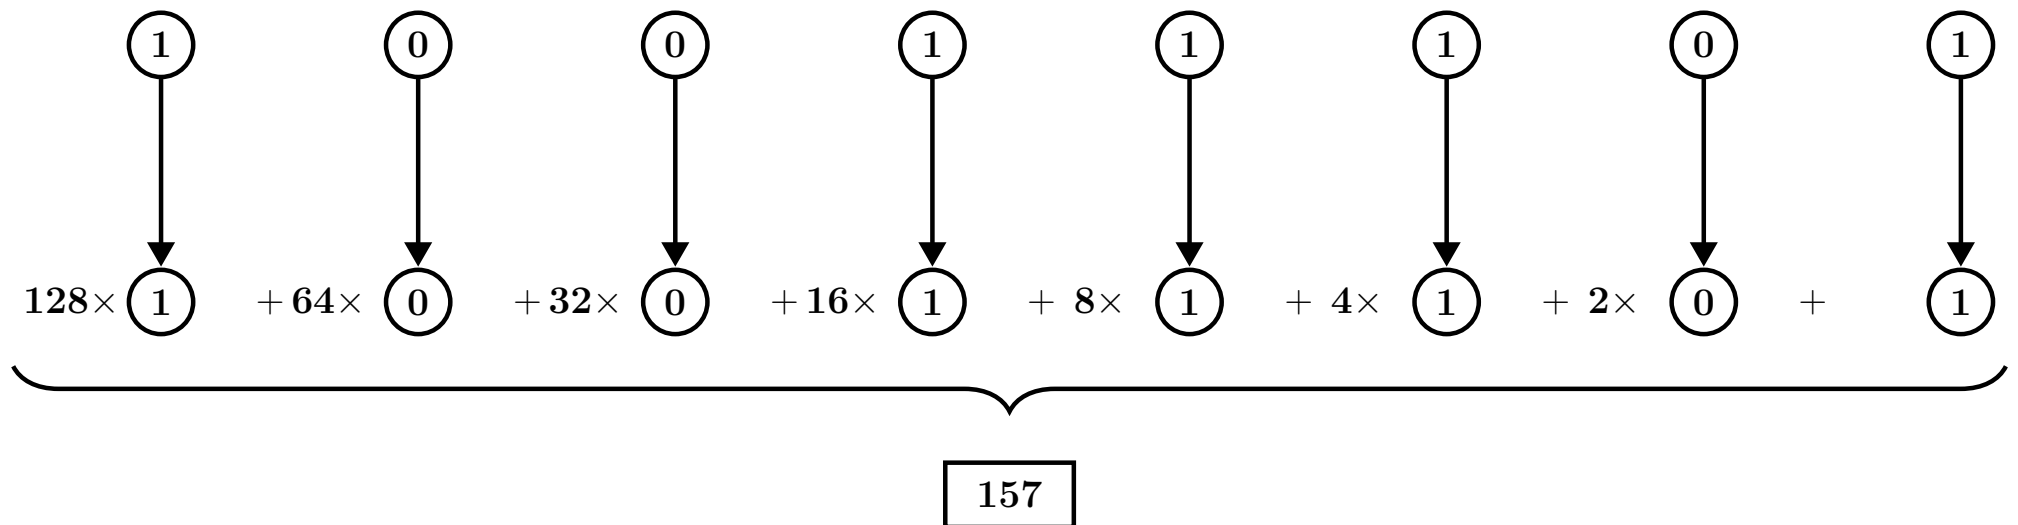 1 0 0 1 1 1 0 1
128× 1 + 64× 0 + 32× 0 + 16× 1 + 8× 1 + 4× 1 + 2× 0 + 1
157